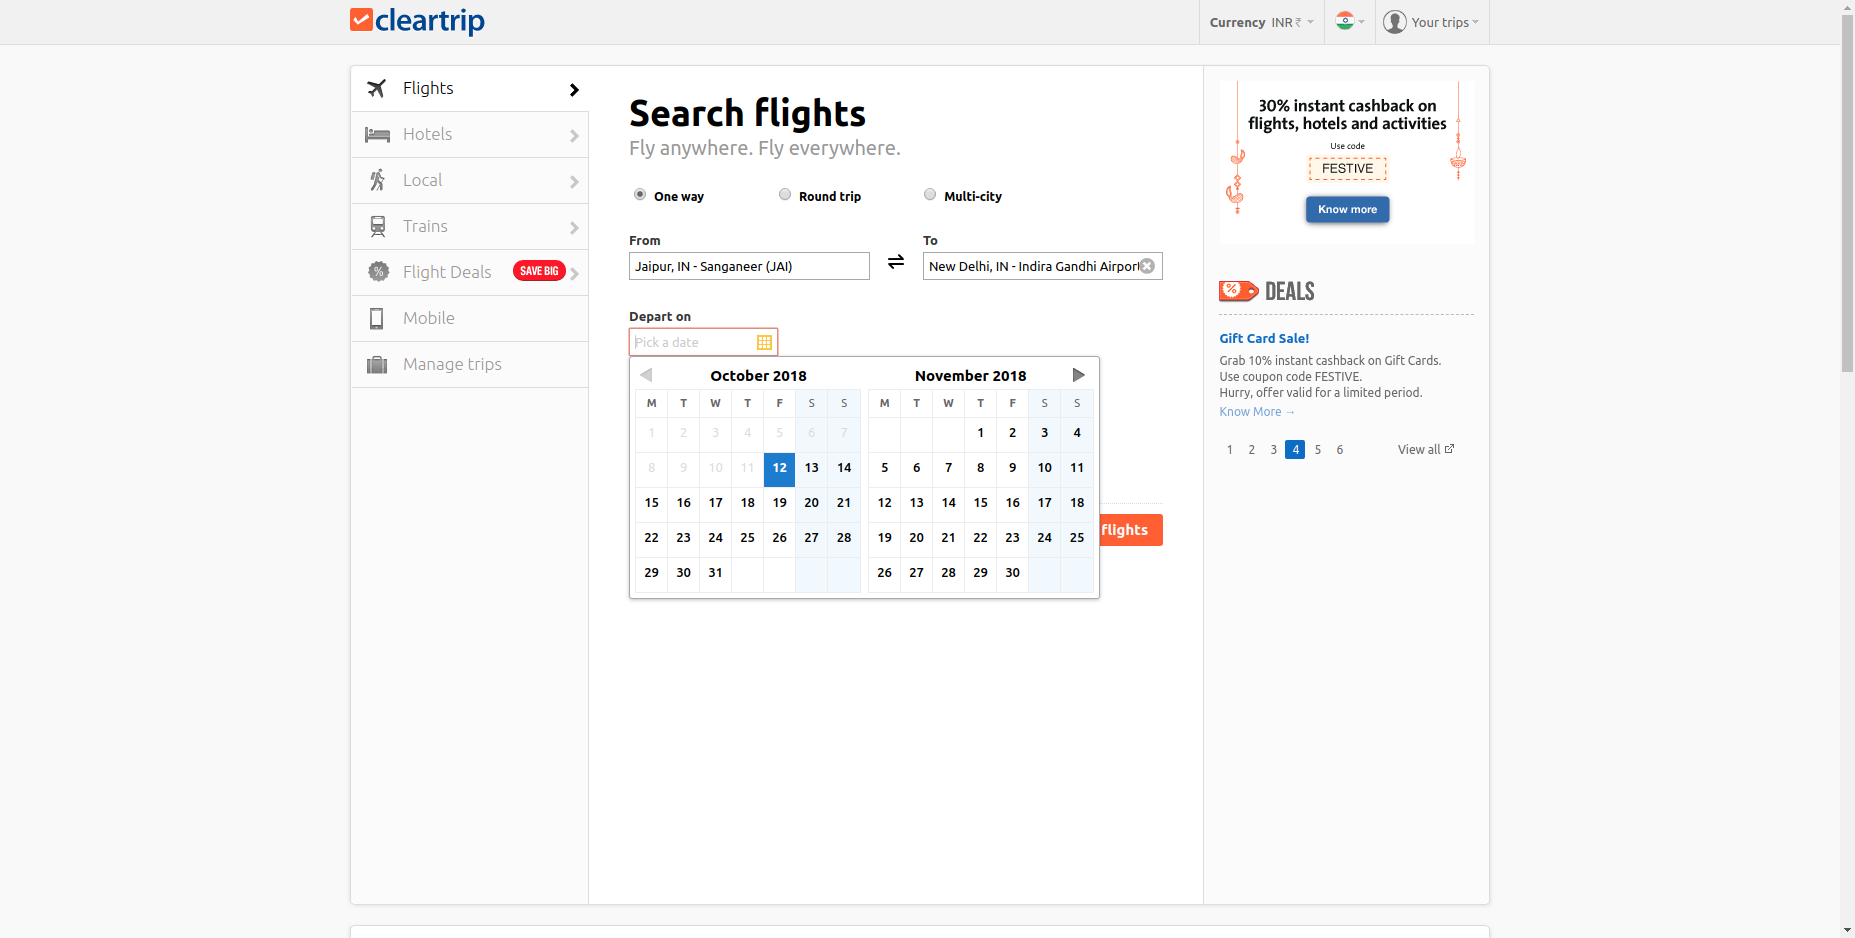 cleartrip
Currency INR ₹
Your trips
Flights
Hotels
Local
Trains
Flight Deals SAVE BIG
Mobile
Manage trips
Search flights
Fly anywhere. Fly everywhere.
One way Round trip Multi-city
From To
Jaipur, IN - Sanganeer (JAI) New Delhi, IN - Indira Gandhi Airport
Depart on
Pick a date
October 2018 November 2018
M T W T F S S M T W T F S S
1 2 3 4 5 6 7 1 2 3 4
8 9 10 11 12 13 14 5 6 7 8 9 10 11
15 16 17 18 19 20 21 12 13 14 15 16 17 18
22 23 24 25 26 27 28 19 20 21 22 23 24 25
29 30 31 26 27 28 29 30
flights
30% instant cashback on
flights, hotels and activities
Use code
FESTIVE
Know more
% DEALS
Gift Card Sale!
Grab 10% instant cashback on Gift Cards.
Use coupon code FESTIVE.
Hurry, offer valid for a limited period.
Know More →
1 2 3 4 5 6 View all